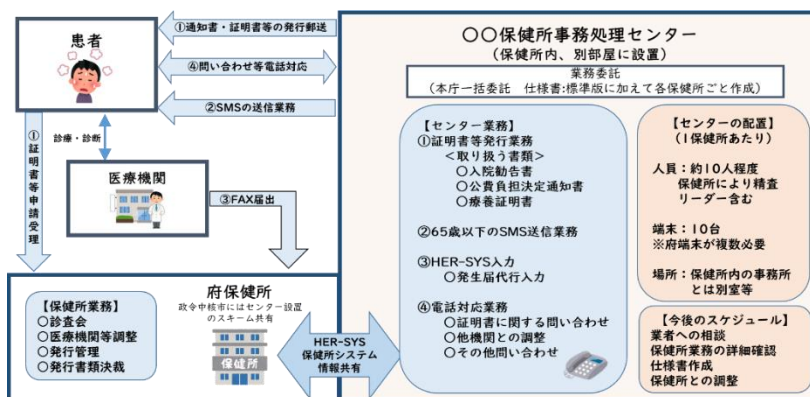 患者
①通知書・証明書等の発行郵送
④問い合わせ等電話対応
②SMSの送信業務
①証明書等申請受理
診療・診断
医療機関
③FAX届出
【保健所業務】
○診査会
○医療機関等調整
○発行管理
○発行書類決裁
府保健所
政令中核市にはセンター設置
のスキーム共有
保健所
HER-SYS
保健所システム
情報共有
○○保健所事務処理センター
(保健所内、別部屋に設置)
業務委託
(本庁一括委託 仕様書:標準版に加えて各保健所ごと作成)
【センター業務】
①証明書等発行業務
<取り扱う書類>
○入院勧告書
○公費負担決定通知書
○療養証明書
②65歳以下のSMS送信業務
③HER-SYS入力
○発生届代行入力
④電話対応業務
○証明書に関する問い合わせ
○他機関との調整
○その他問い合わせ
【センターの配置】
(1保健所あたり)
人員:約10人程度
保健所により精査
リーダー含む
端末:10台
※府端末が複数必要
場所:保健所内の事務所
とは別室等
【今後のスケジュール】
業者への相談
保健所業務の詳細確認
仕様書作成
保健所との調整